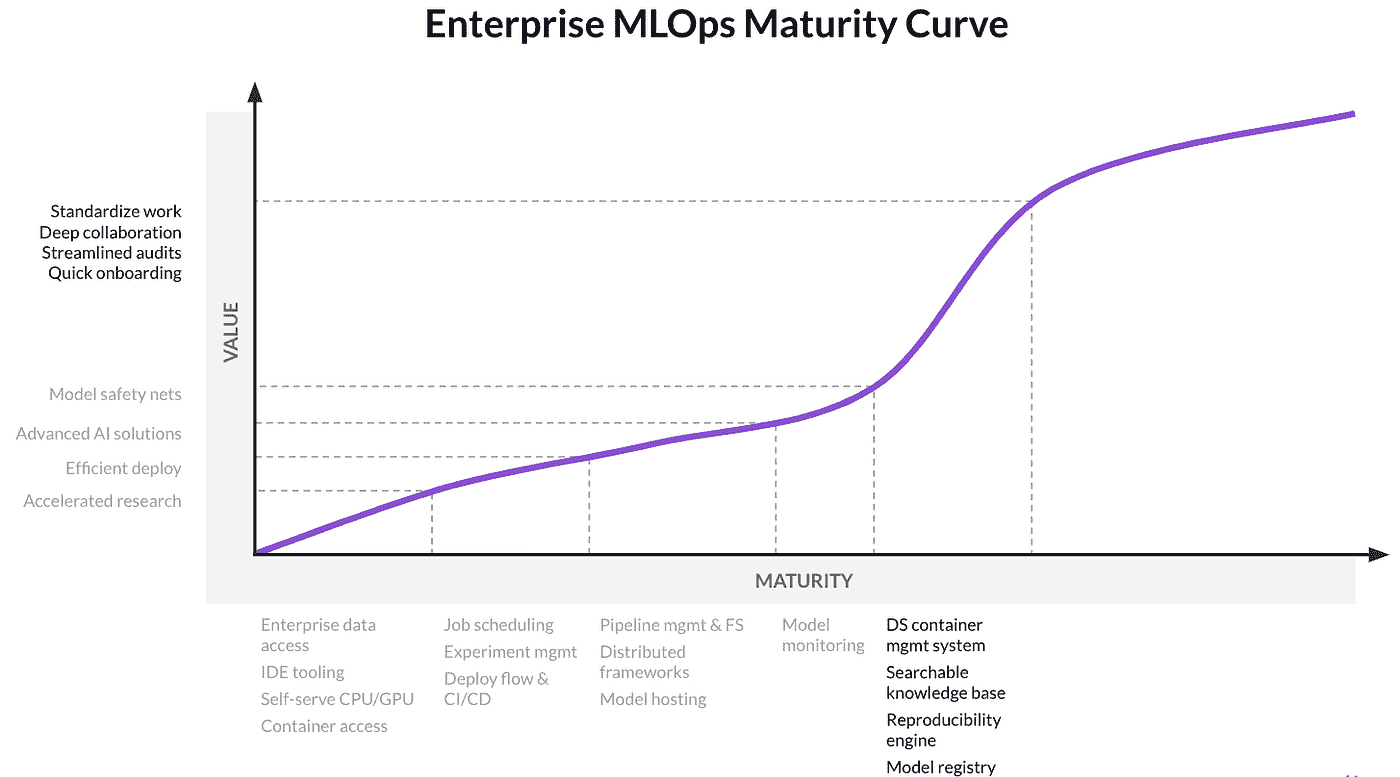 Enterprise MLOps Maturity Curve
Standardize work
Deep collaboration
Streamlined audits
Quick onboarding
VALUE
Model safety nets
Advanced AI solutions
Efficient deploy
Accelerated research
MATURITY
Enterprise data
access
IDE tooling
Self-serve CPU/GPU
Container access
Job scheduling
Experiment mgmt
Deploy flow &
CI/CD
Pipeline mgmt & FS
Distributed
frameworks
Model hosting
Model
monitoring
DS container
mgmt system
Searchable
knowledge base
Reproducibility
engine
Model registry